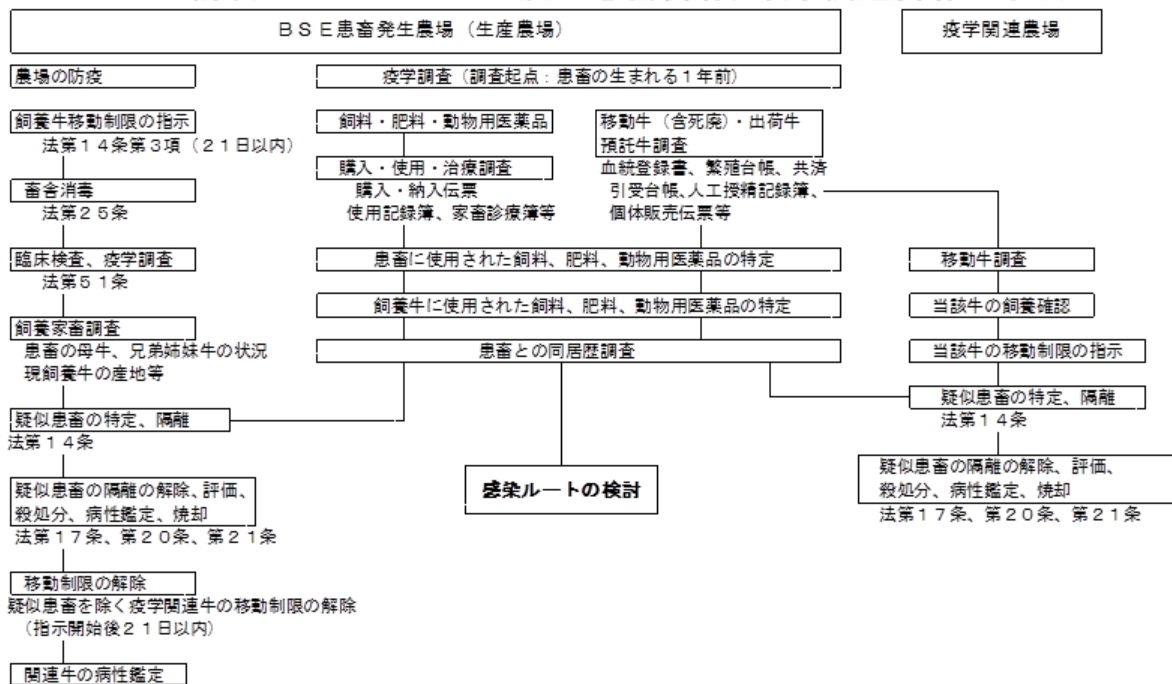 ＢＳＥ患畜発生農場（生産農場）
疫学関連農場
農場の防疫
疫学調査（調査起点：患畜の生まれる１年前）
飼養牛移動制限の指示
法第１４条第３項（２１日以内）
畜舎消毒
法第２５条
臨床検査、疫学調査
法第５１条
飼養家畜調査
患畜の母牛、兄弟姉妹牛の状況
現飼養牛の産地等
疑似患畜の特定、隔離
法第１４条
疑似患畜の隔離の解除、評価、
殺処分、病性鑑定、焼却
法第１７条、第２０条、第２１条
移動制限の解除
疑似患畜を除く疫学関連牛の移動制限の解除
（指示開始後２１日以内）
関連牛の病性鑑定
飼料・肥料・動物用医薬品
購入・使用・治療調査
購入・納入伝票
使用記録簿、家畜診療簿等
移動牛（含死廃）・出荷牛
預託牛調査
血統登録書、繁殖台帳、共済
引受台帳、人工授精記録簿、
個体販売伝票等
患畜に使用された飼料、肥料、動物用医薬品の特定
飼養牛に使用された飼料、肥料、動物用医薬品の特定
患畜との同居歴調査
感染ルートの検討
移動牛調査
当該牛の飼養確認
当該牛の移動制限の指示
疑似患畜の特定、隔離
法第１４条
疑似患畜の隔離の解除、評価、
殺処分、病性鑑定、焼却
法第１７条、第２０条、第２１条